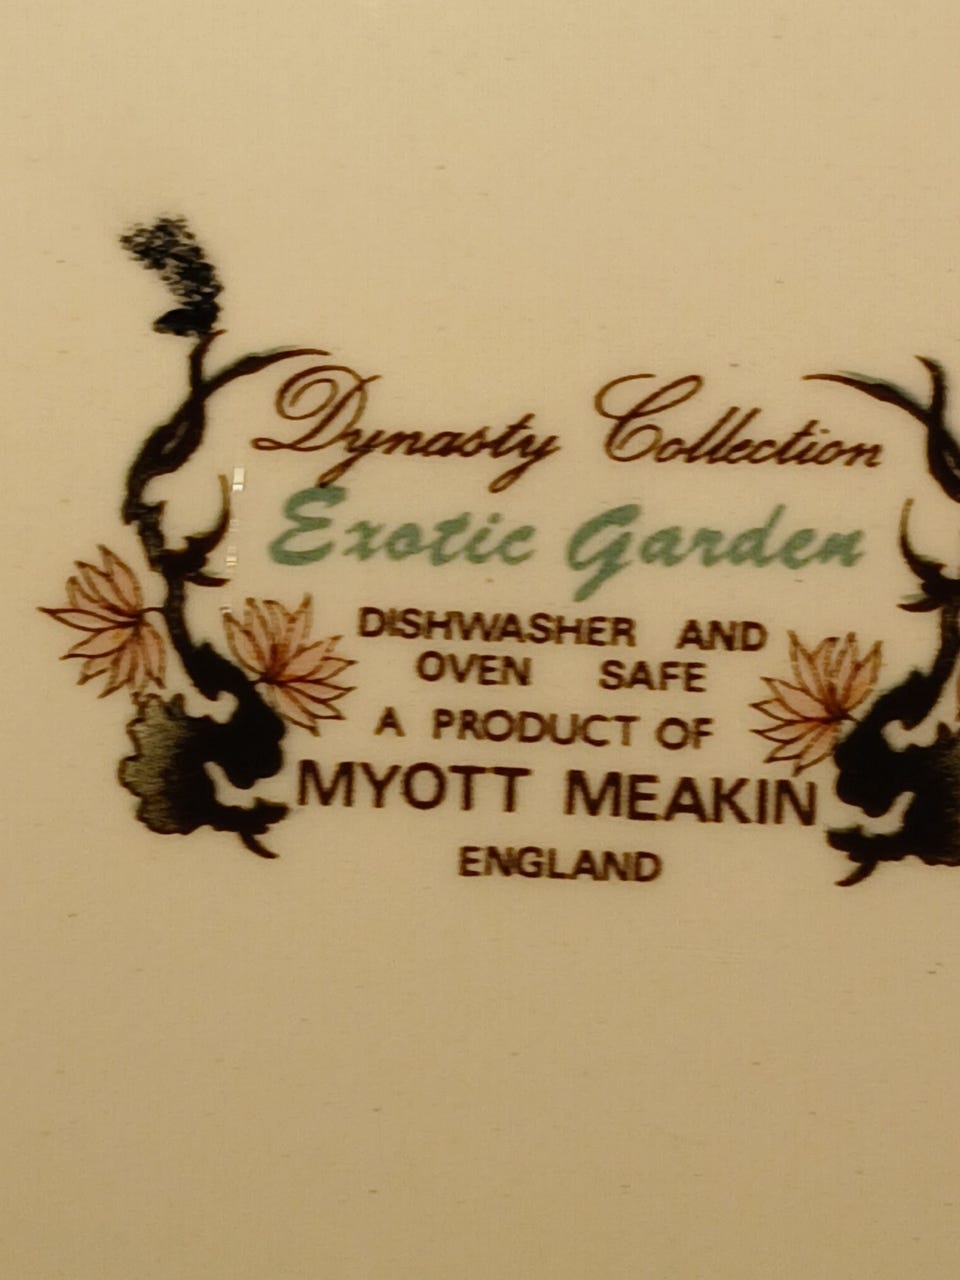 Dynasty Collection
Exotic Garden
DISHWASHER AND
OVEN SAFE
A PRODUCT OF
MYOTT MEAKIN
ENGLAND